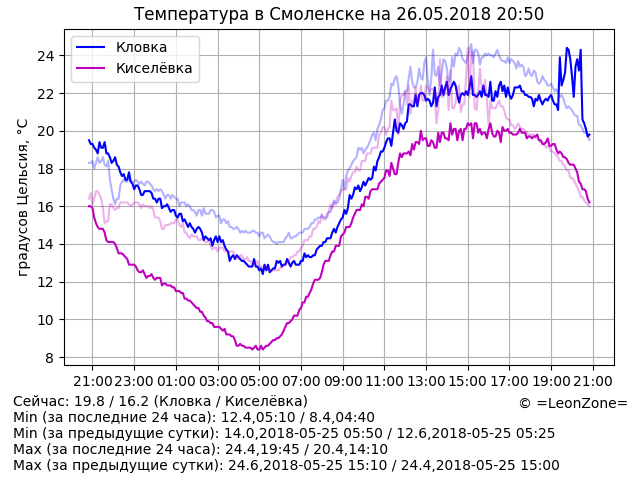 Температура в Смоленске на 26.05.2018 20:50
Кловка
Киселёвка
градусов Цельсия, °C
24
22
20
18
16
14
12
10
8
21:00 23:00 01:00 03:00 05:00 07:00 09:00 11:00 13:00 15:00 17:00 19:00 21:00
Сейчас: 19.8 / 16.2 (Кловка / Киселёвка)
© =LeonZone=
Min (за последние 24 часа): 12.4,05:10 / 8.4,04:40
Min (за предыдущие сутки): 14.0,2018-05-25 05:50 / 12.6,2018-05-25 05:25
Max (за последние 24 часа): 24.4,19:45 / 20.4,14:10
Max (за предыдущие сутки): 24.6,2018-05-25 15:10 / 24.4,2018-05-25 15:00